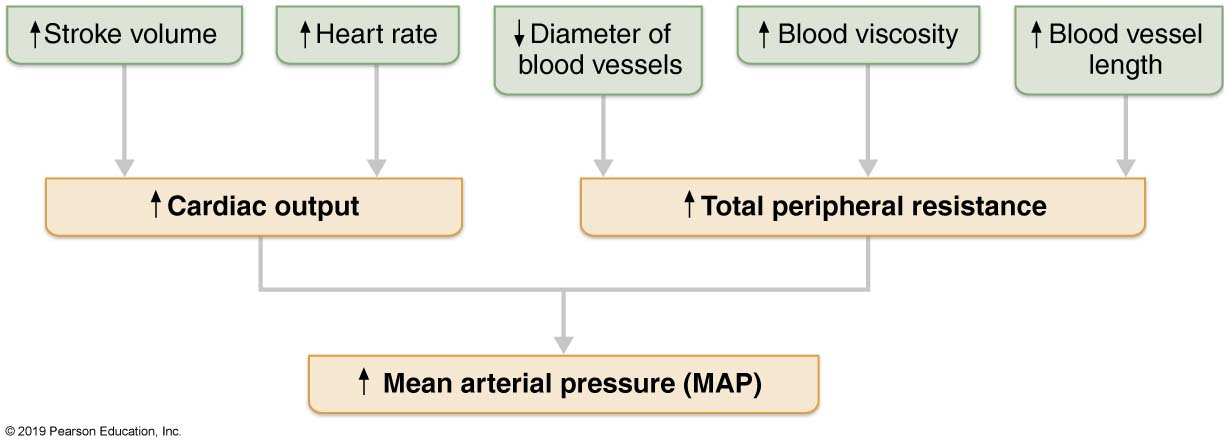 ↑Stroke volume
↑Heart rate
↓Diameter of
blood vessels
↑ Blood viscosity
↑ Blood vessel
length
↑Cardiac output
↑Total peripheral resistance
↑ Mean arterial pressure (MAP)
© 2019 Pearson Education, Inc.